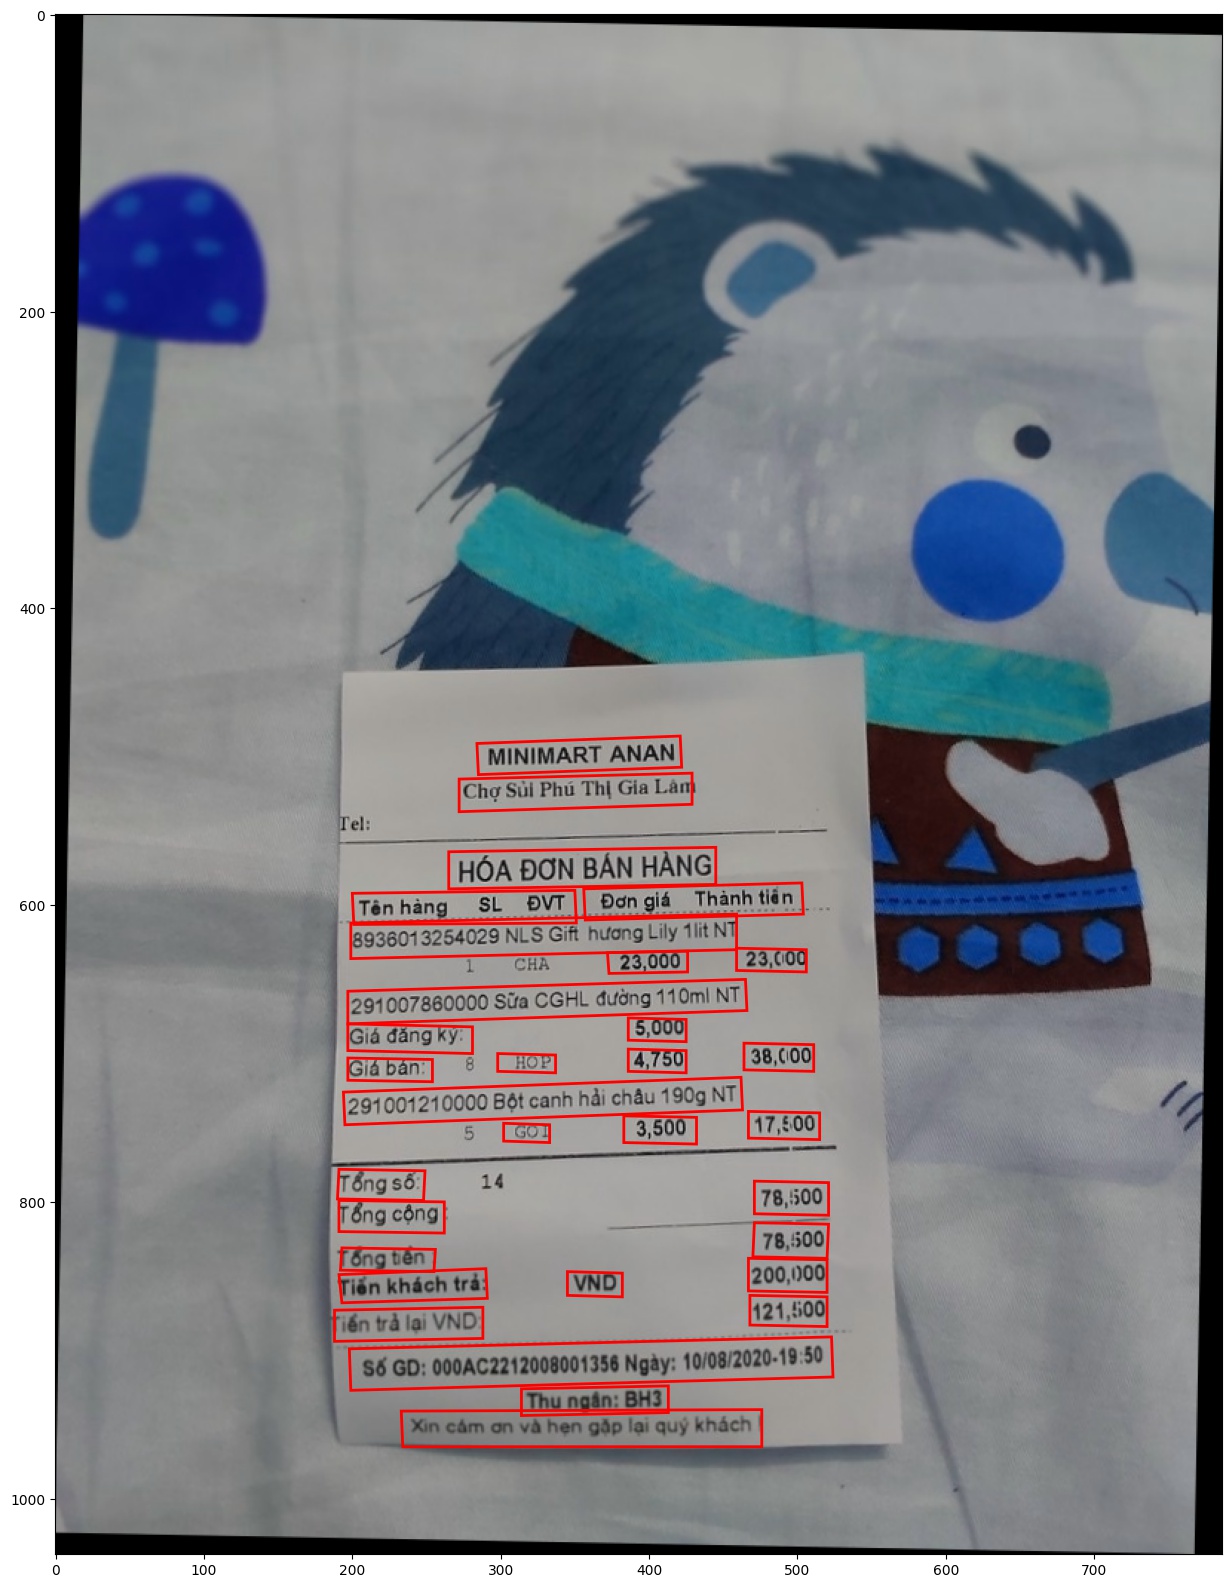 MINIMART ANAN
Chợ Sủi Phú Thị Gia Lâm
Tel:
HÓA ĐƠN BÁN HÀNG
Tên hàng SL ĐVT Đơn giá Thành tiền
8936013254029 NLS Gift hương Lily 1lit NT
1 CHA 23,000 23,000
291007860000 Sữa CGHL đường 110ml NT
Giá đăng ký: 5,000
Giá bán: 8 HOP 4,750 38,000
291001210000 Bột canh hải châu 190g NT
5 GOI 3,500 17,500
Tổng số: 14
78,500
Tổng cộng:
Tổng tiền 78,500
Tiền khách trả: VND 200,000
Tiền trả lại VND: 121,500
Số GD: 000AC2212008001356 Ngày: 10/08/2020-19:50
Thu ngân: BH3
Xin cảm ơn và hẹn gặp lại quý khách !
0
200
400
600
800
1000
0 100 200 300 400 500 600 700